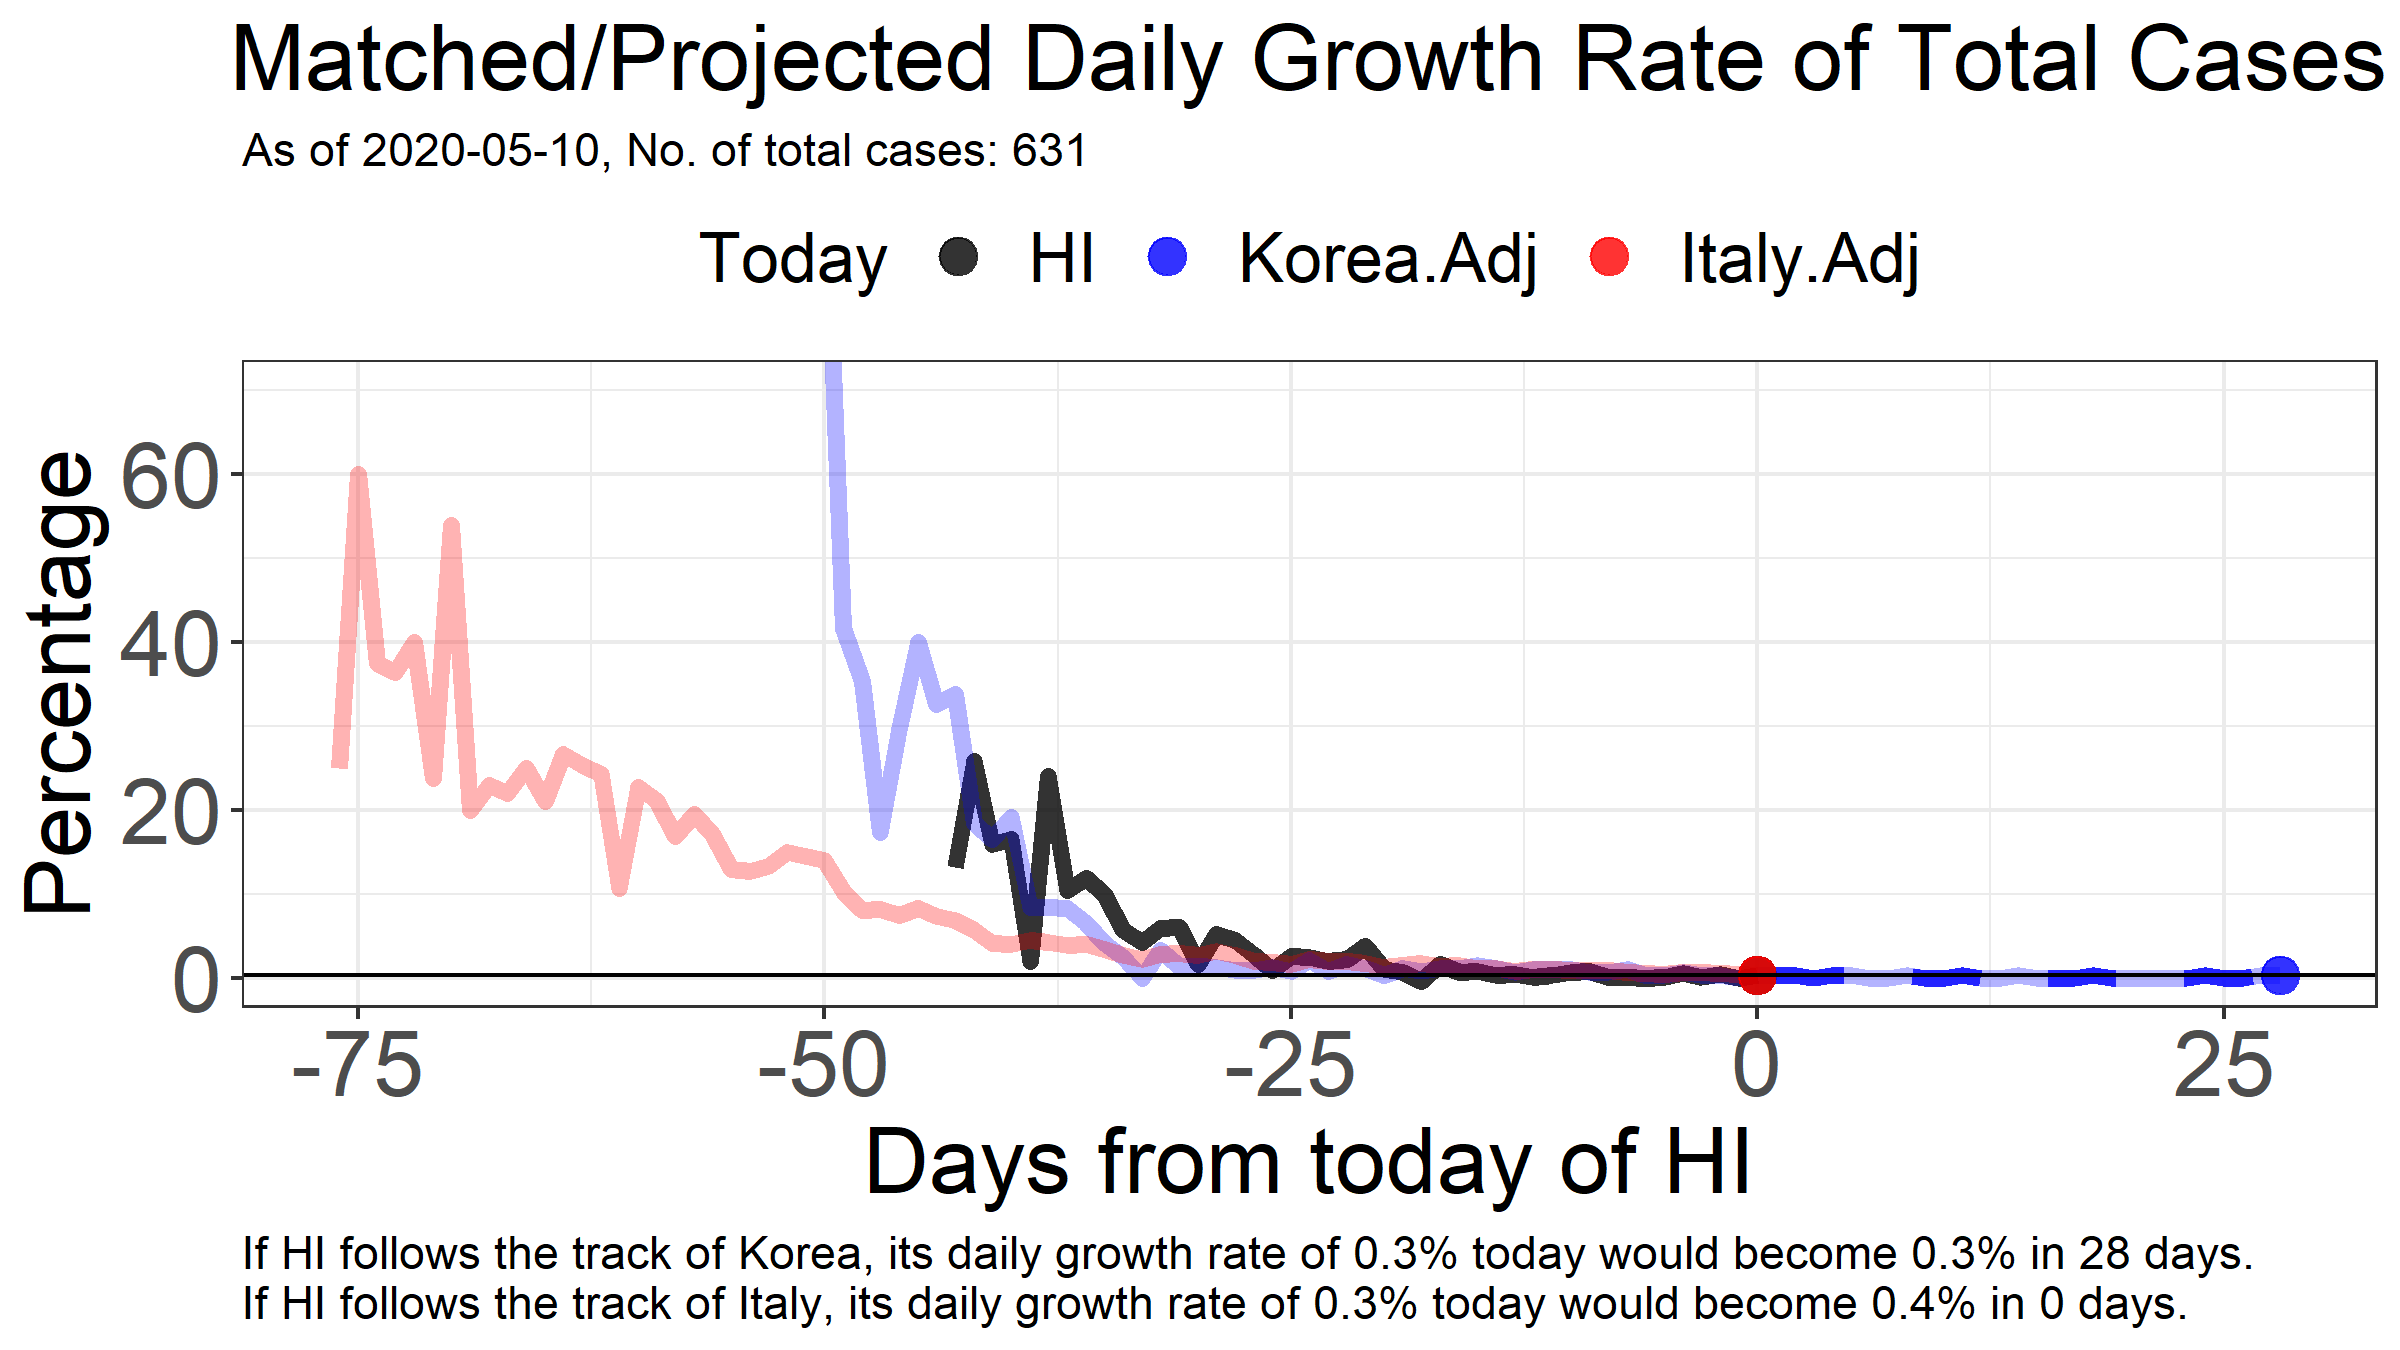 Matched/Projected Daily Growth Rate of Total Cases
As of 2020-05-10, No. of total cases: 631
Today HI Korea.Adj Italy.Adj
Percentage
60
40
20
0
-75 -50 -25 0 25
Days from today of HI
If HI follows the track of Korea, its daily growth rate of 0.3% today would become 0.3% in 28 days.
If HI follows the track of Italy, its daily growth rate of 0.3% today would become 0.4% in 0 days.